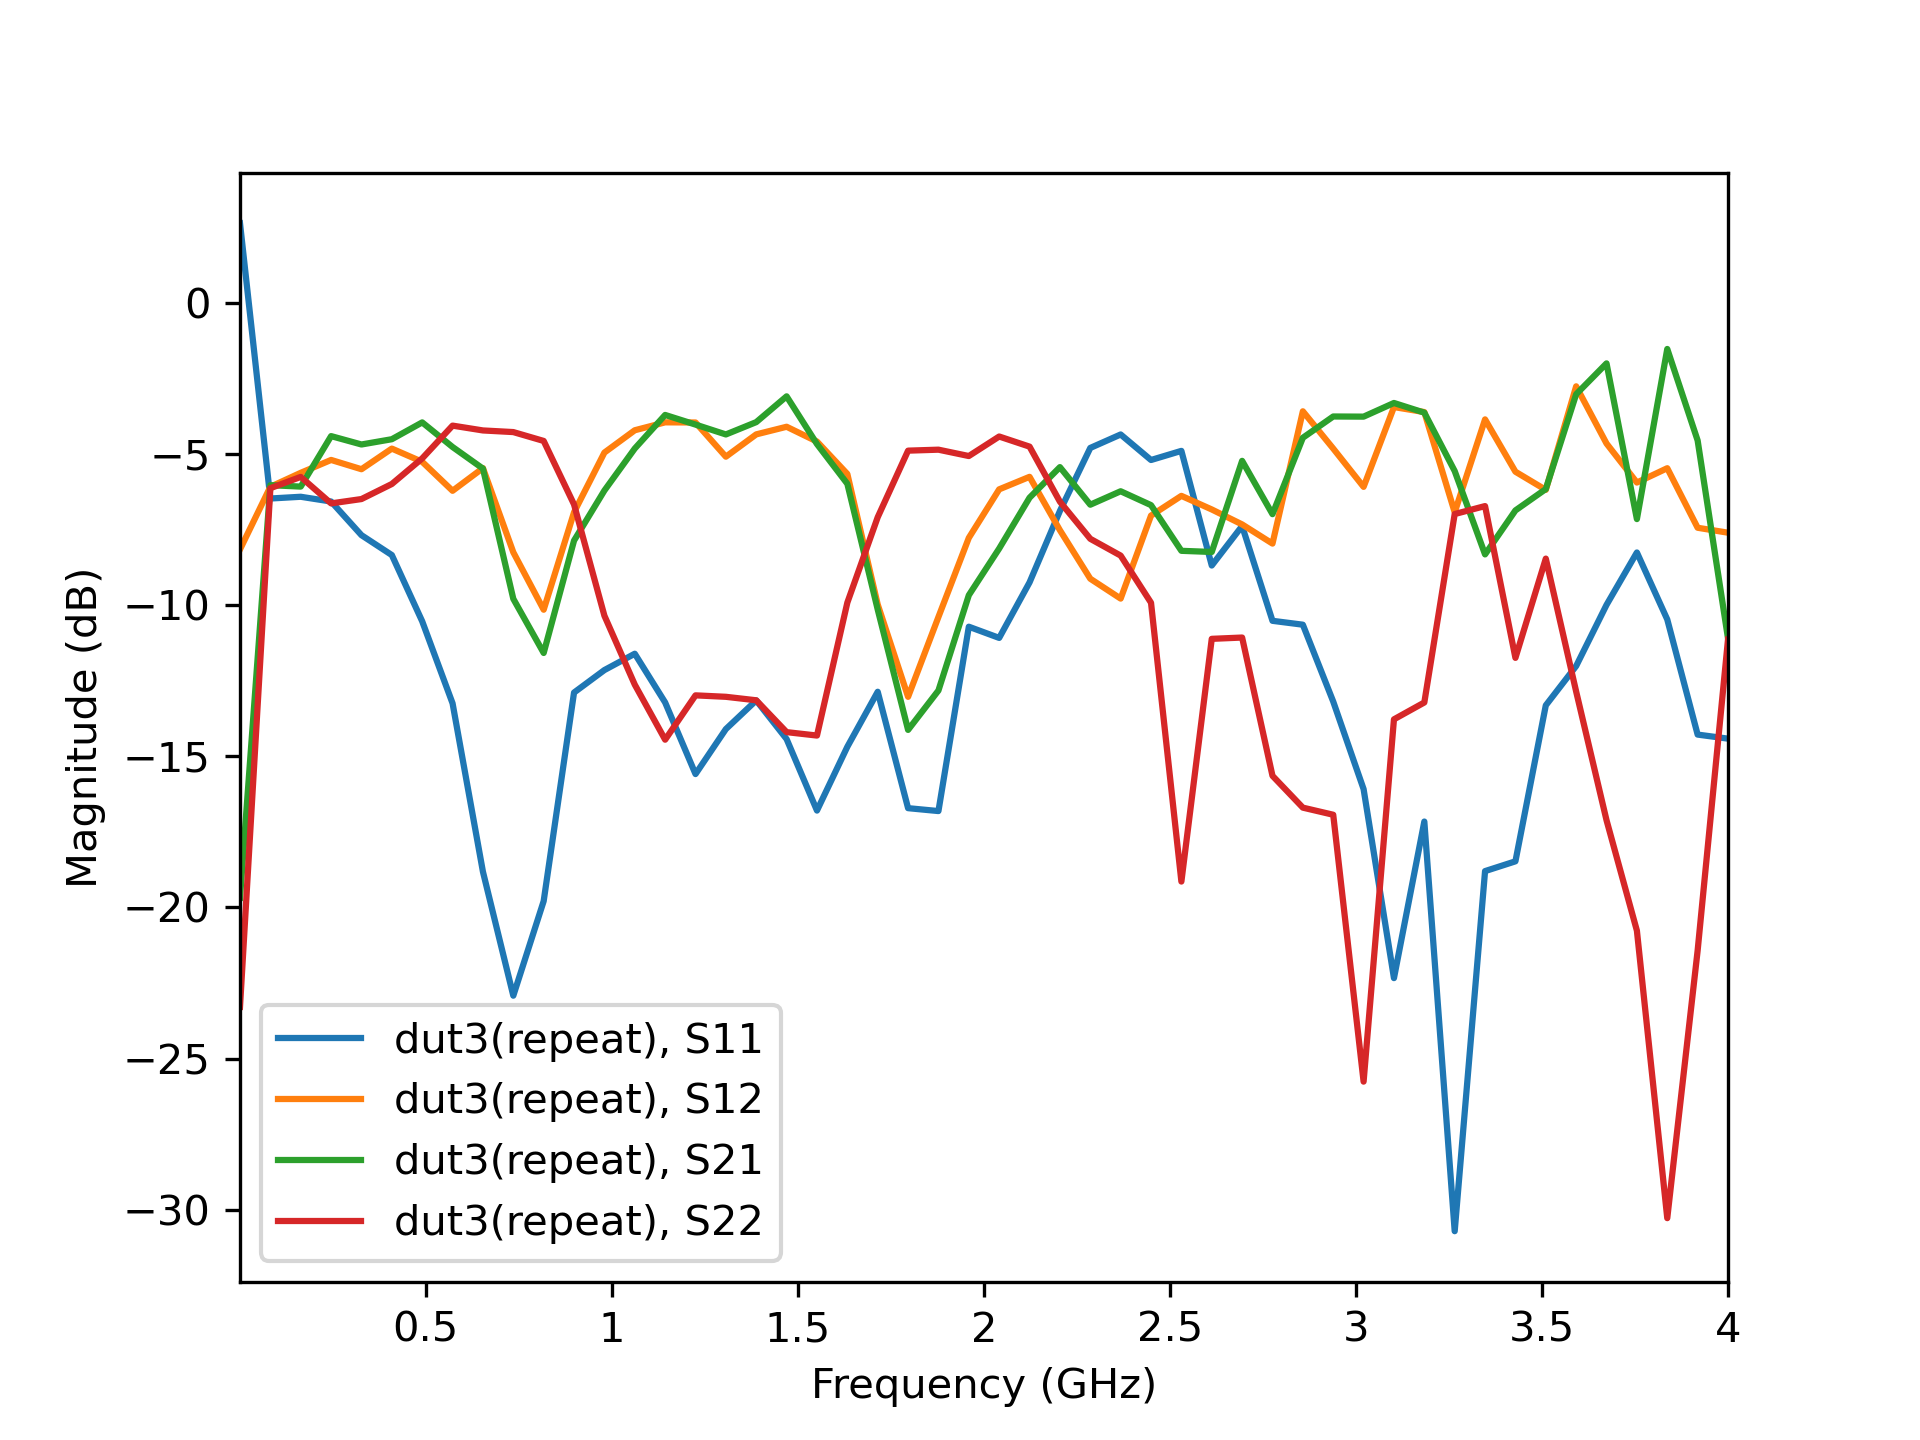 0
−5
−10
−15
−20
−25
−30
Magnitude (dB)
dut3(repeat), S11
dut3(repeat), S12
dut3(repeat), S21
dut3(repeat), S22
0.5 1 1.5 2 2.5 3 3.5 4
Frequency (GHz)